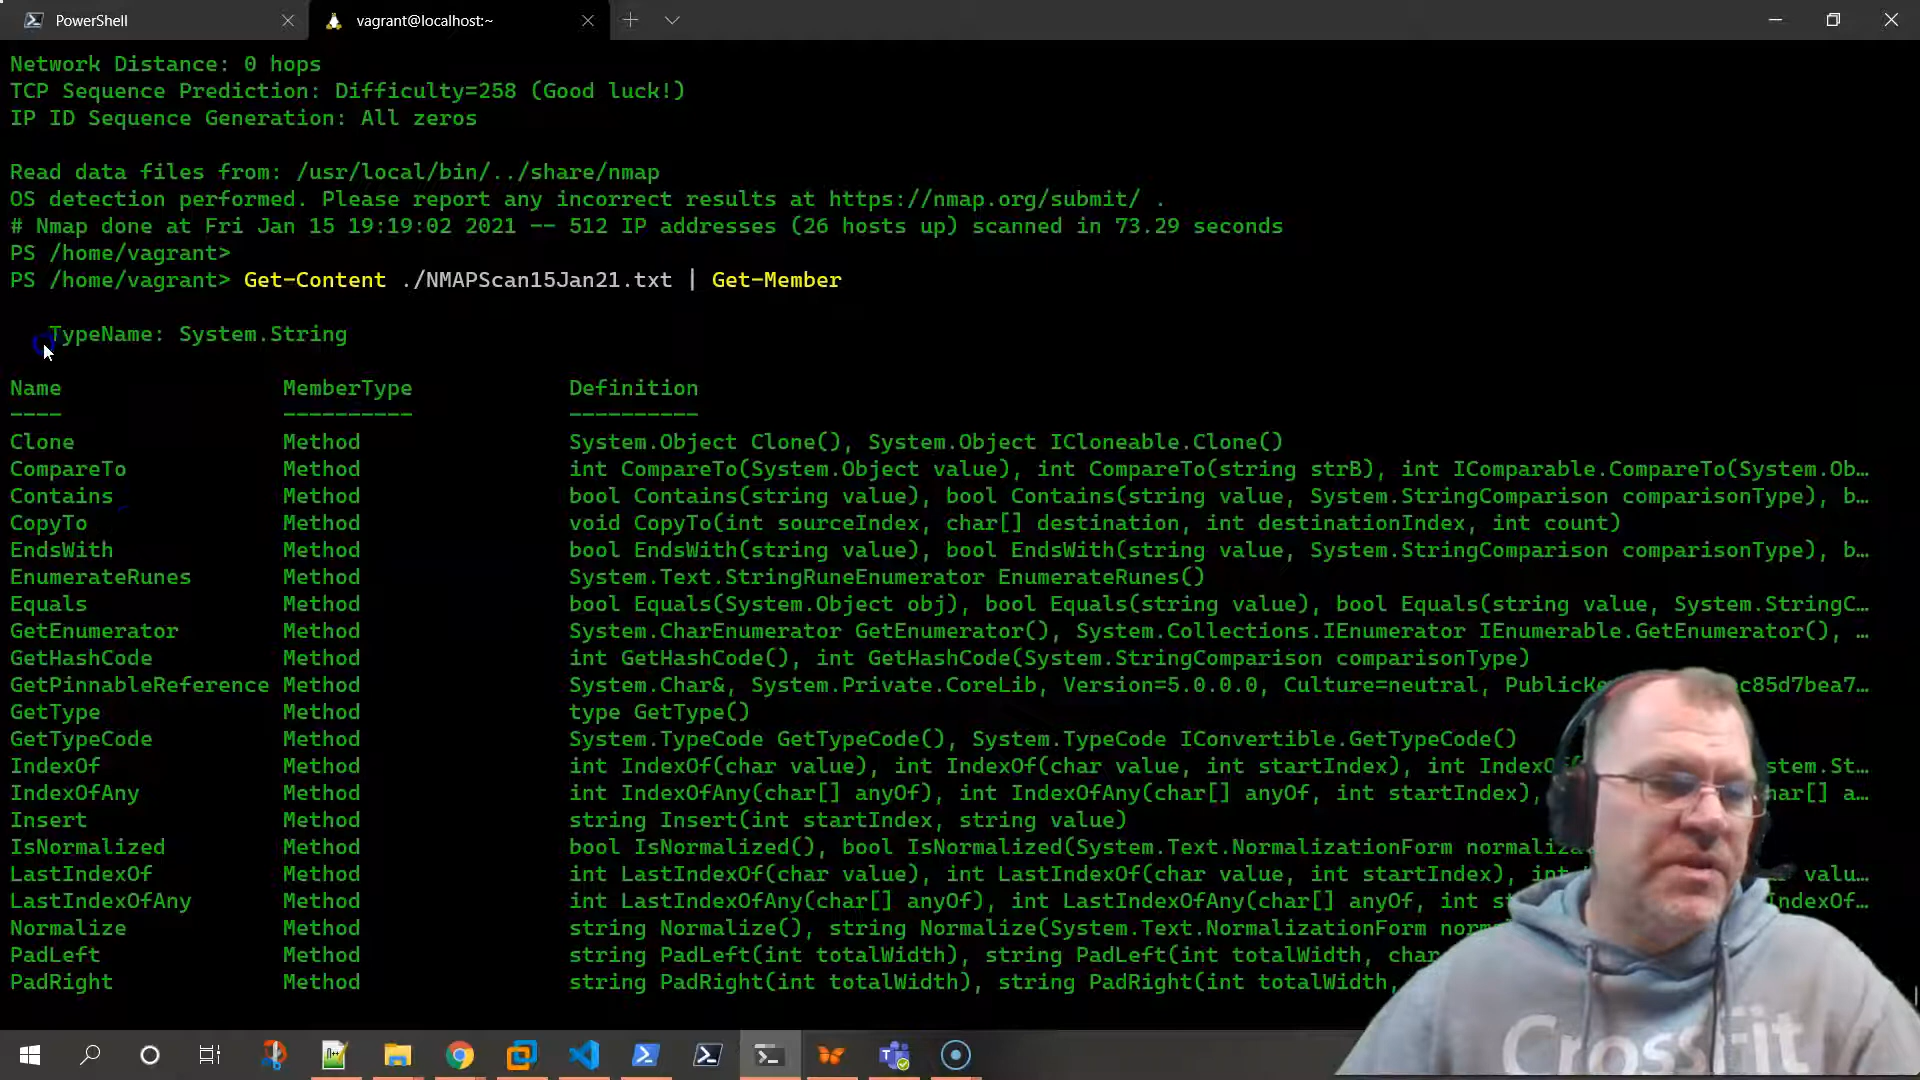 PowerShell
vagrant@localhost:~
Network Distance: 0 hops
TCP Sequence Prediction: Difficulty=258 (Good luck!)
IP ID Sequence Generation: All zeros
Read data files from: /usr/local/bin/../share/nmap
OS detection performed. Please report any incorrect results at https://nmap.org/submit/ .
# Nmap done at Fri Jan 15 19:19:02 2021 -- 512 IP addresses (26 hosts up) scanned in 73.29 seconds
PS /home/vagrant>
PS /home/vagrant> Get-Content ./NMAPScan15Jan21.txt | Get-Member
TypeName: System.String
Name MemberType Definition
---- ---------- ----------
Clone Method System.Object Clone(), System.Object ICloneable.Clone()
CompareTo Method int CompareTo(System.Object value), int CompareTo(string strB), int IComparable.CompareTo(System.Ob…
Contains Method bool Contains(string value), bool Contains(string value, System.StringComparison comparisonType), b…
CopyTo Method void CopyTo(int sourceIndex, char[] destination, int destinationIndex, int count)
EndsWith Method bool EndsWith(string value), bool EndsWith(string value, System.StringComparison comparisonType), b…
EnumerateRunes Method System.Text.StringRuneEnumerator EnumerateRunes()
Equals Method bool Equals(System.Object obj), bool Equals(string value), bool Equals(string value, System.StringC…
GetEnumerator Method System.CharEnumerator GetEnumerator(), System.Collections.IEnumerator IEnumerable.GetEnumerator(), …
GetHashCode Method int GetHashCode(), int GetHashCode(System.StringComparison comparisonType)
GetPinnableReference Method System.Char&, System.Private.CoreLib, Version=5.0.0.0, Culture=neutral, PublicKe c85d7bea7…
GetType Method type GetType()
GetTypeCode Method System.TypeCode GetTypeCode(), System.TypeCode IConvertible.GetTypeCode()
IndexOf Method int IndexOf(char value), int IndexOf(char value, int startIndex), int IndexOf stem.St…
IndexOfAny Method int IndexOfAny(char[] anyOf), int IndexOfAny(char[] anyOf, int startIndex), har[] a…
Insert Method string Insert(int startIndex, string value)
IsNormalized Method bool IsNormalized(), bool IsNormalized(System.Text.NormalizationForm normaliza
LastIndexOf Method int LastIndexOf(char value), int LastIndexOf(char value, int startIndex), int valu…
LastIndexOfAny Method int LastIndexOfAny(char[] anyOf), int LastIndexOfAny(char[] anyOf, int st IndexOf…
Normalize Method string Normalize(), string Normalize(System.Text.NormalizationForm norm
PadLeft Method string PadLeft(int totalWidth), string PadLeft(int totalWidth, char
PadRight Method string PadRight(int totalWidth), string PadRight(int totalWidth,
CrossFit